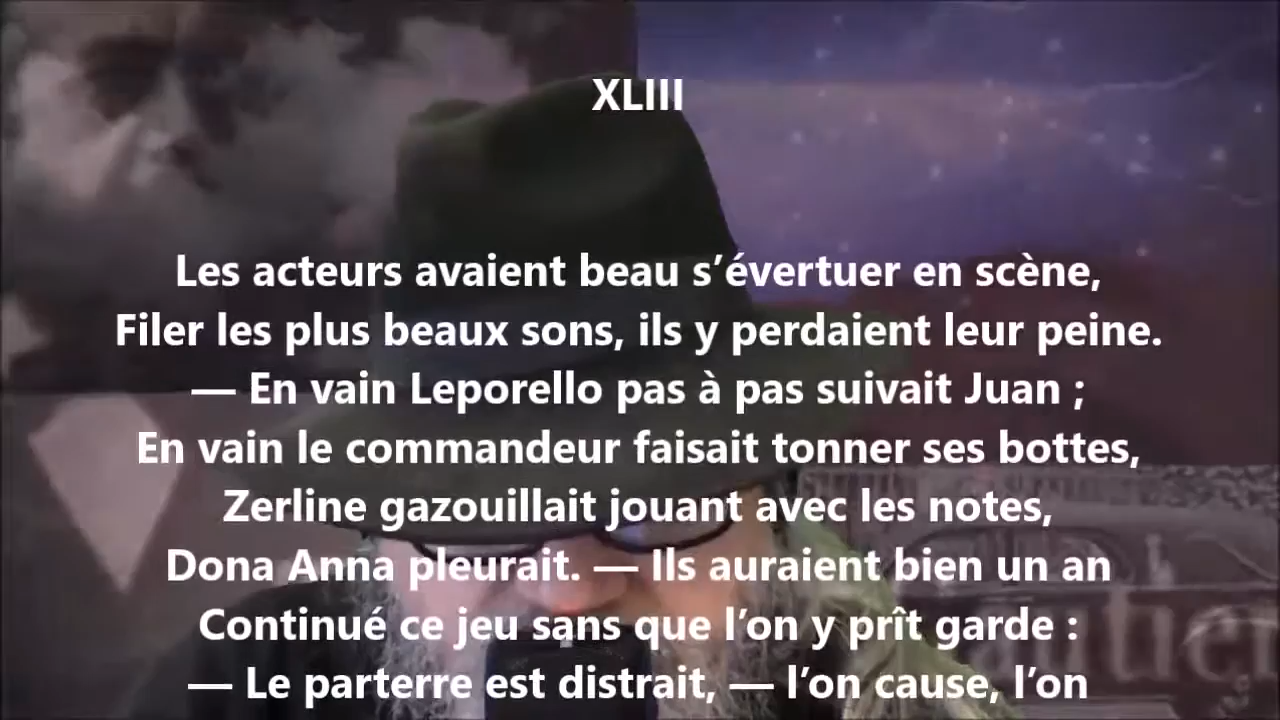 XLIII
Les acteurs avaient beau s’évertuer en scène,
Filer les plus beaux sons, ils y perdaient leur peine.
— En vain Leporello pas à pas suivait Juan ;
En vain le commandeur faisait tonner ses bottes,
Zerline gazouillait jouant avec les notes,
Dona Anna pleurait. — Ils auraient bien un an
Continué ce jeu sans que l’on y prît garde :
— Le parterre est distrait, — l’on cause, l’on